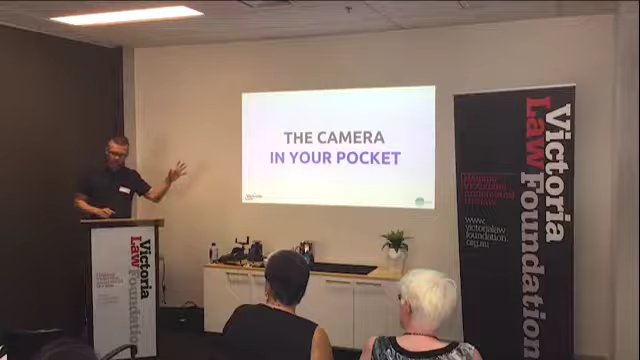 THE CAMERA
IN YOUR POCKET
Victoria
Law Foundation
www.
victorialaw
foundation.
org.au
Victoria
Law Foundation